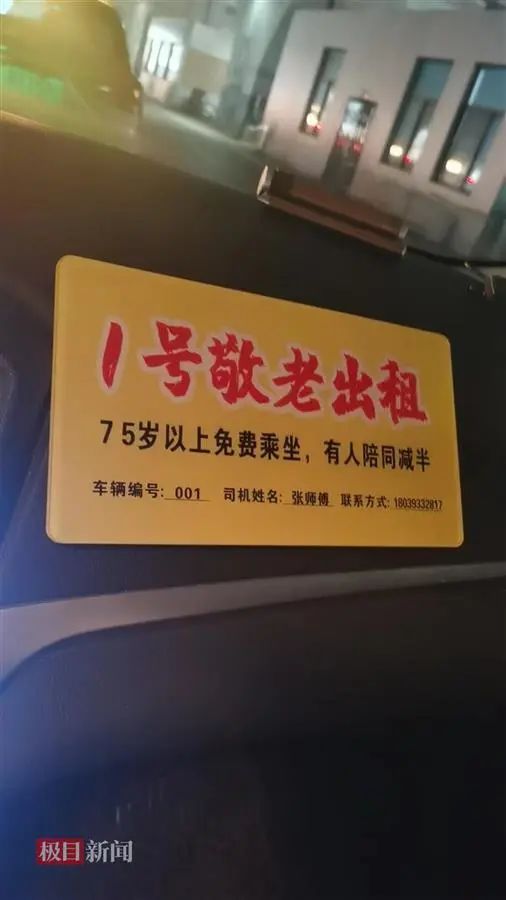 1号敬老出租
75岁以上免费乘坐，有人陪同减半
车辆编号: 001 司机姓名: 张师傅 联系方式: 18039332817
极目新闻